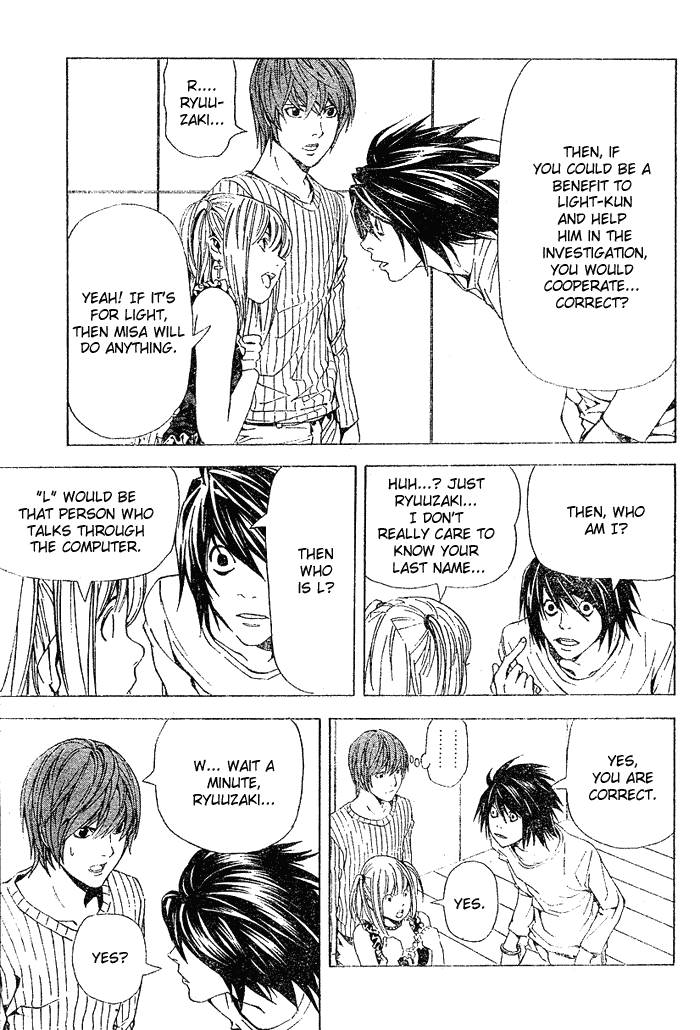 THEN, IF
YOU COULD BE A
BENEFIT TO
LIGHT-KUN
AND HELP
HIM IN THE
INVESTIGATION,
YOU WOULD
COOPERATE...
CORRECT?
R....
RYUU-
ZAKI...
YEAH! IF IT'S
FOR LIGHT,
THEN MISA WILL
DO ANYTHING.
THEN, WHO
AM I?
HUH...? JUST
RYUUZAKI...
I DON'T
REALLY CARE TO
KNOW YOUR
LAST NAME...
THEN
WHO
IS L?
"L" WOULD BE
THAT PERSON WHO
TALKS THROUGH
THE COMPUTER.
YES,
YOU ARE
CORRECT.
......
......
YES.
W... WAIT A
MINUTE,
RYUUZAKI...
YES?